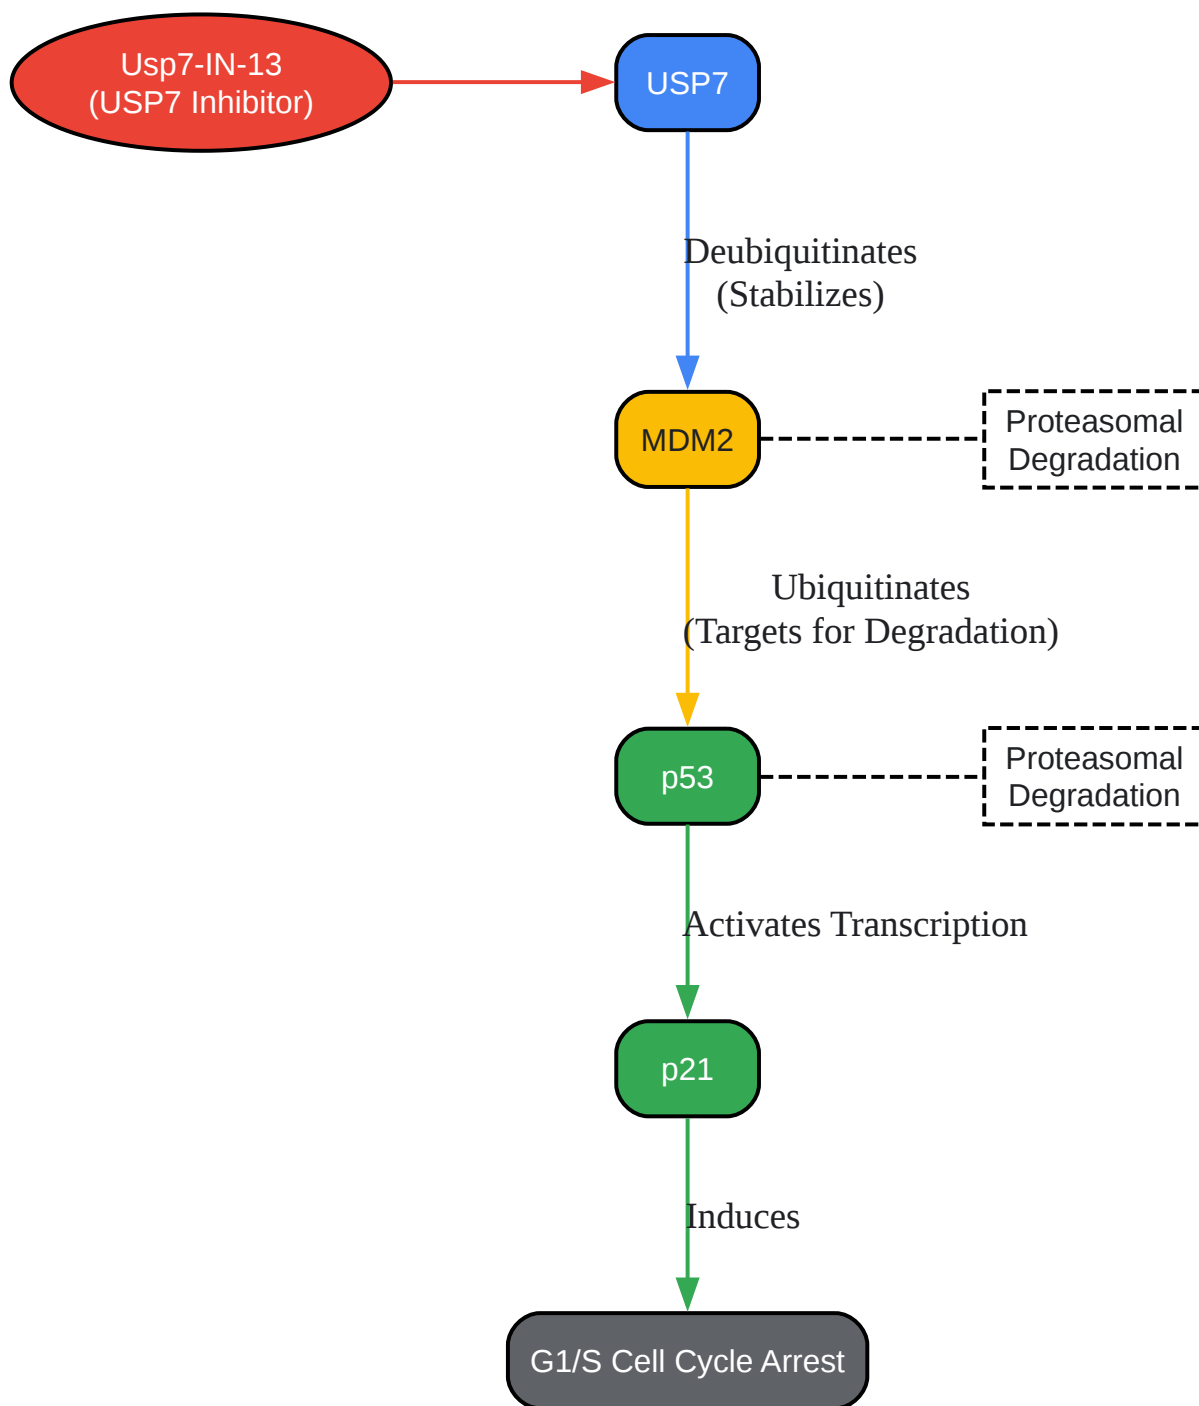 Usp7-IN-13
(USP7 Inhibitor)
USP7
Deubiquitinates
(Stabilizes)
MDM2
Proteasomal
Degradation
Ubiquitinates
(Targets for Degradation)
p53
Proteasomal
Degradation
Activates Transcription
p21
Induces
G1/S Cell Cycle Arrest